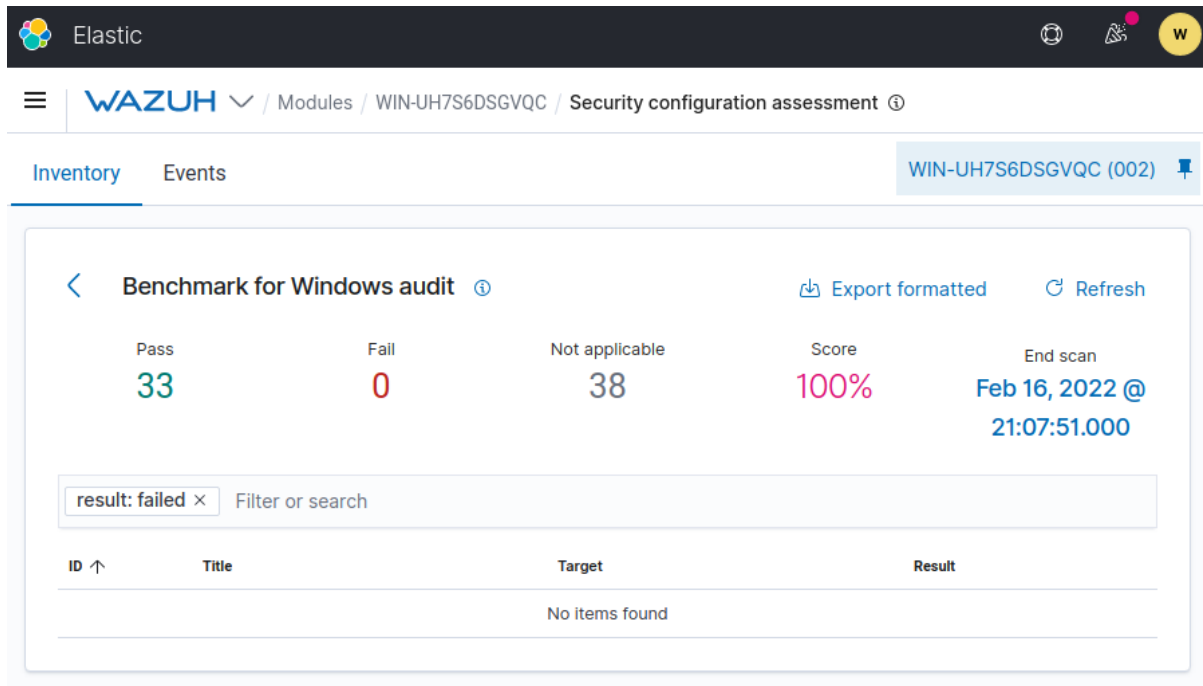 Elastic
W
WAZUH / Modules / WIN-UH7S6DSGVQC / Security configuration assessment
Inventory Events WIN-UH7S6DSGVQC (002)
Benchmark for Windows audit Export formatted Refresh
Pass Fail Not applicable Score End scan
33 0 38 100% Feb 16, 2022 @
21:07:51.000
result: failed × Filter or search
ID Title Target Result
No items found